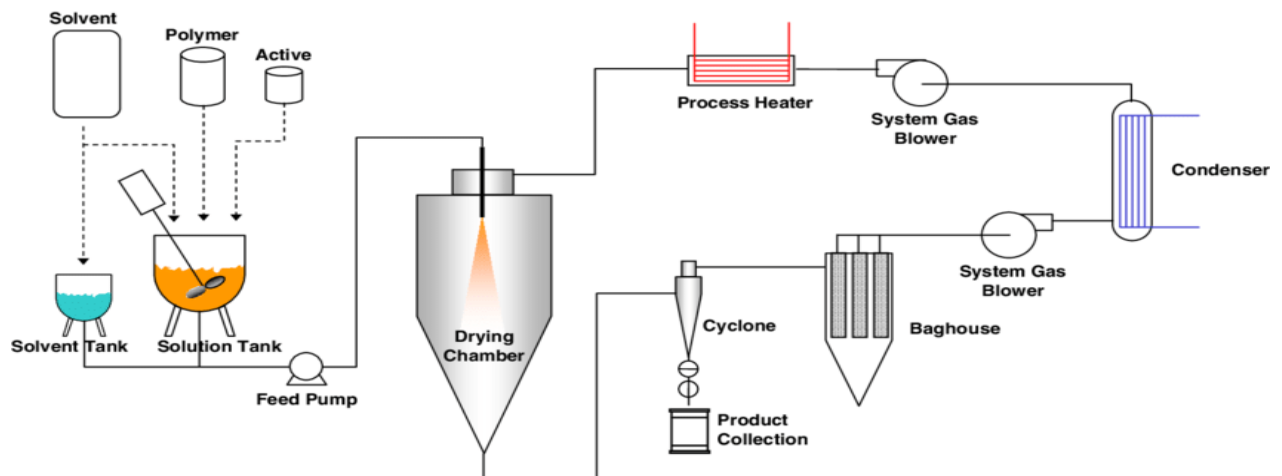 Solvent
Polymer
Active
Solvent Tank
Solution Tank
Feed Pump
Drying
Chamber
Process Heater
System Gas
Blower
Condenser
System Gas
Blower
Cyclone
Baghouse
Product
Collection